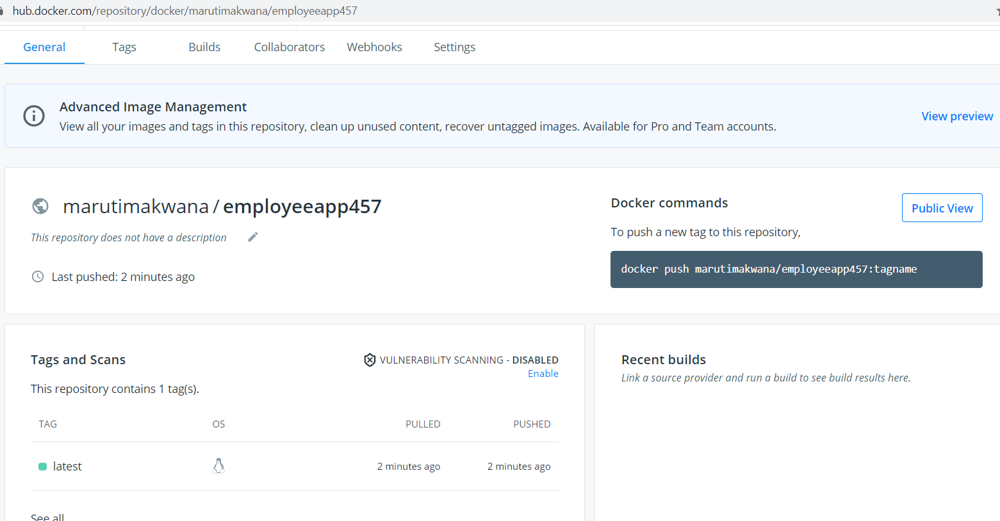 hub.docker.com/repository/docker/marutimakwana/employeeapp457
General Tags Builds Collaborators Webhooks Settings
Advanced Image Management
View all your images and tags in this repository, clean up unused content, recover untagged images. Available for Pro and Team accounts.
View preview
marutimakwana / employeeapp457
This repository does not have a description
Last pushed: 2 minutes ago
Docker commands
Public View
To push a new tag to this repository,
docker push marutimakwana/employeeapp457:tagname
Tags and Scans
VULNERABILITY SCANNING - DISABLED
Enable
This repository contains 1 tag(s).
TAG OS PULLED PUSHED
latest 2 minutes ago 2 minutes ago
See all
Recent builds
Link a source provider and run a build to see build results here.